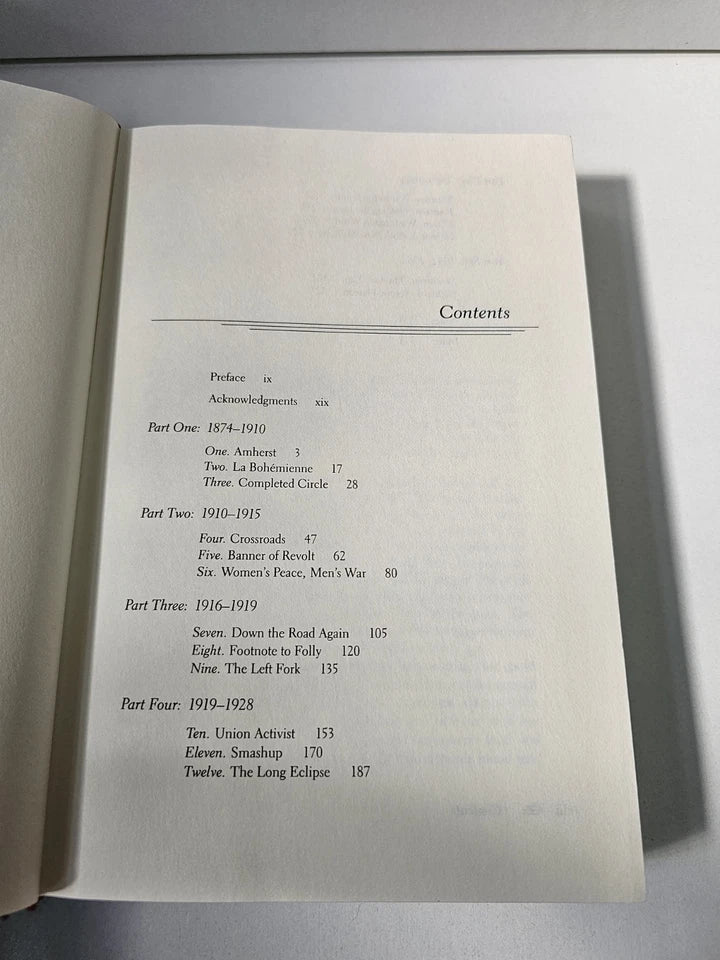 Contents
Preface ix
Acknowledgments xix
Part One: 1874–1910
One. Amherst 3
Two. La Bohémienne 17
Three. Completed Circle 28
Part Two: 1910–1915
Four. Crossroads 47
Five. Banner of Revolt 62
Six. Women's Peace, Men's War 80
Part Three: 1916–1919
Seven. Down the Road Again 105
Eight. Footnote to Folly 120
Nine. The Left Fork 135
Part Four: 1919–1928
Ten. Union Activist 153
Eleven. Smashup 170
Twelve. The Long Eclipse 187